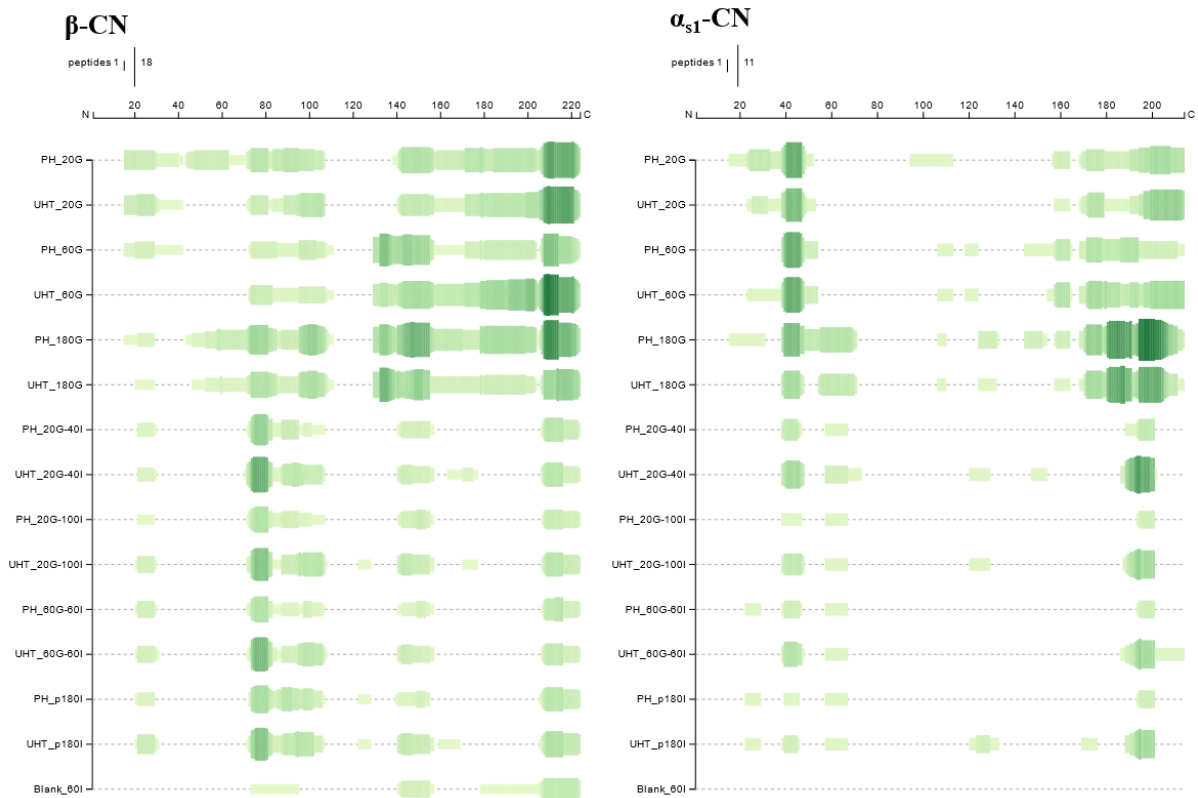 β-CN
peptides 1 18
N 20 40 60 80 100 120 140 160 180 200 220 C
PH_20G
UHT_20G
PH_60G
UHT_60G
PH_180G
UHT_180G
PH_20G-40I
UHT_20G-40I
PH_20G-100I
UHT_20G-100I
PH_60G-60I
UHT_60G-60I
PH_p180I
UHT_p180I
Blank_60I
αs1-CN
peptides 1 11
N 20 40 60 80 100 120 140 160 180 200 C
PH_20G
UHT_20G
PH_60G
UHT_60G
PH_180G
UHT_180G
PH_20G-40I
UHT_20G-40I
PH_20G-100I
UHT_20G-100I
PH_60G-60I
UHT_60G-60I
PH_p180I
UHT_p180I
Blank_60I